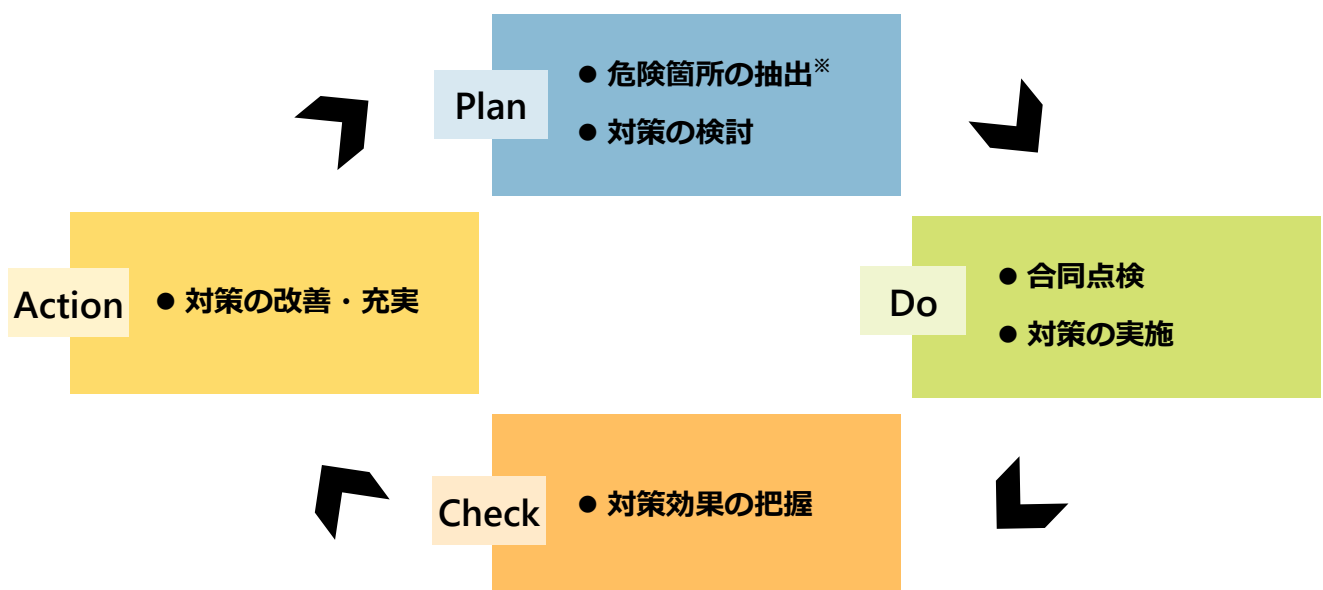 Plan
● 危険箇所の抽出※
● 対策の検討
Do
● 合同点検
● 対策の実施
Check
● 対策効果の把握
Action
● 対策の改善・充実